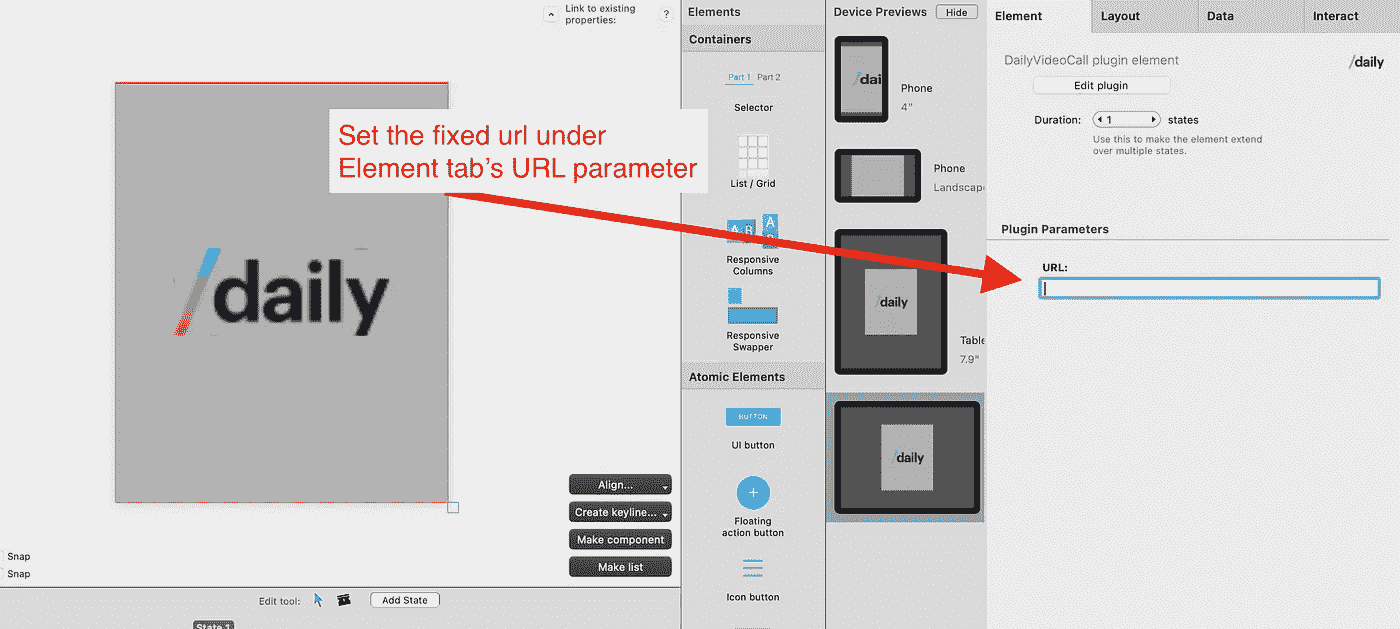 Link to existing
properties:
?
/daily
Align...
Create keyline...
Make component
Make list
Snap
Snap
Edit tool:
Add State
State 1
Set the fixed url under
Element tab's URL parameter
Elements
Containers
Part 1 Part 2
Selector
List / Grid
A B
A
Responsive
Columns
Responsive
Swapper
Atomic Elements
BUTTON
UI button
Floating
action button
Icon button
Device Previews
Hide
/dai
Phone
4"
Phone
Landscape
/daily
Table
7.9"
/daily
Element
Layout
Data
Interact
DailyVideoCall plugin element
/daily
Edit plugin
Duration:
1
states
Use this to make the element extend
over multiple states.
Plugin Parameters
URL: